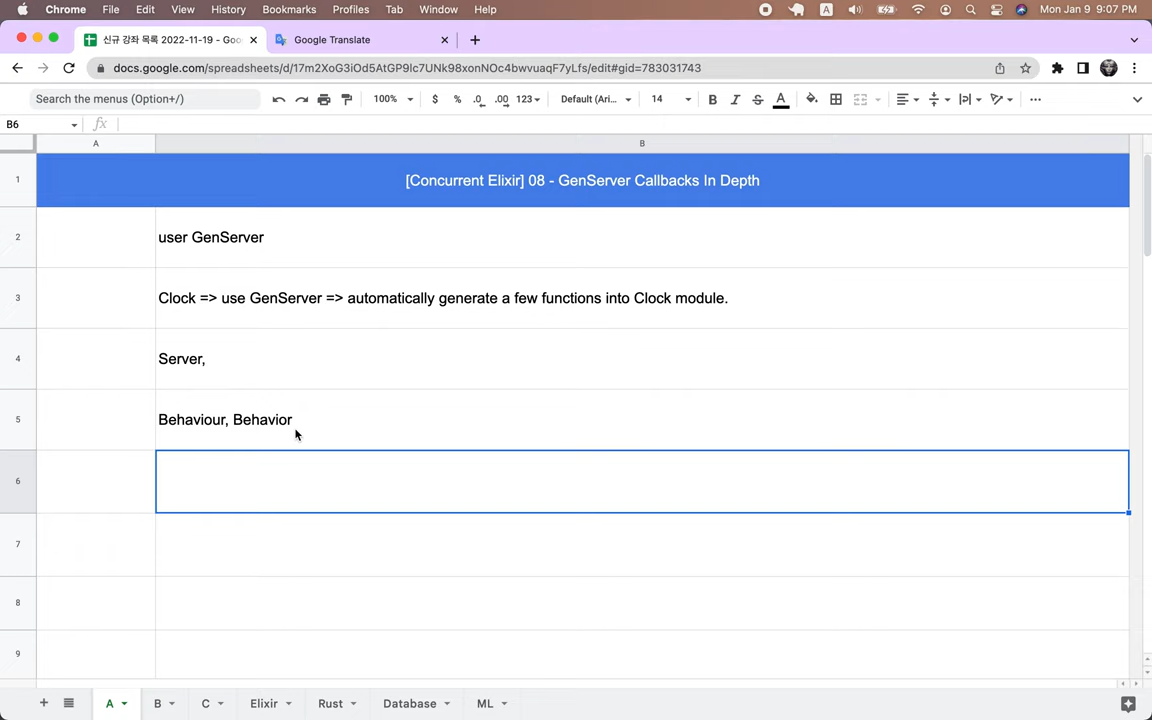 Chrome File Edit View History Bookmarks Profiles Tab Window Help A Mon Jan 9 9:07 PM
신규 강좌 목록 2022-11-19 - Goo Google Translate
docs.google.com/spreadsheets/d/17m2XoG3iOd5AtGP9lc7UNk98xonNOc4bwvuaqF7yLfs/edit#gid=783031743
Search the menus (Option+/) 100% $ % .0 .00 123 Default (Ari... 14 B I S A
B6 fx
A B
1 [Concurrent Elixir] 08 - GenServer Callbacks In Depth
2 user GenServer
3 Clock => use GenServer => automatically generate a few functions into Clock module.
4 Server,
5 Behaviour, Behavior
6
7
8
9
A B C Elixir Rust Database ML